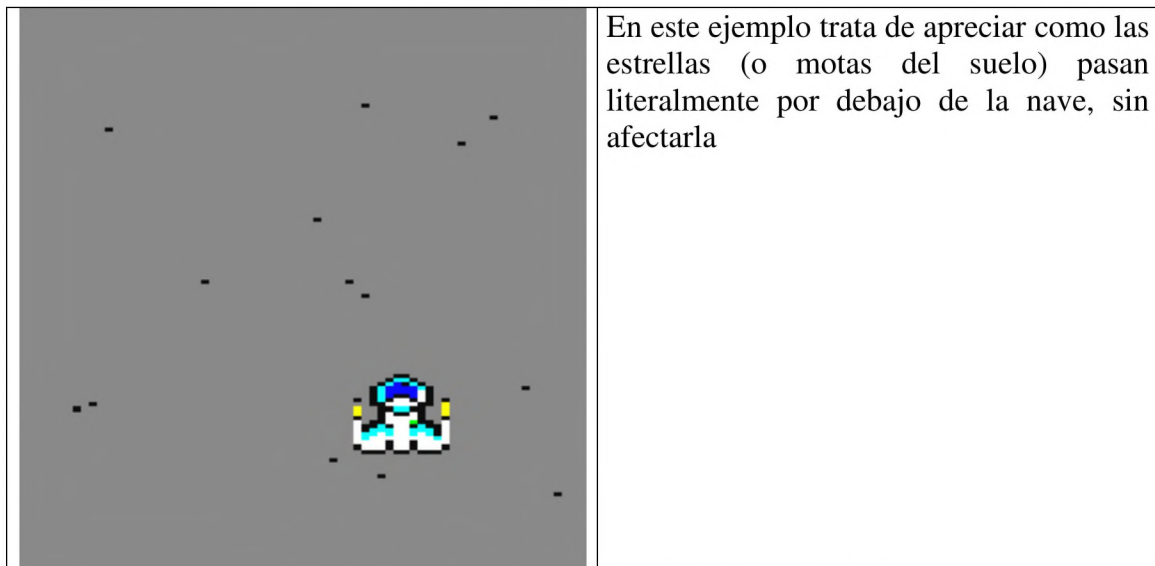 En este ejemplo trata de apreciar como las
estrellas (o motas del suelo) pasan
literalmente por debajo de la nave, sin
afectarla